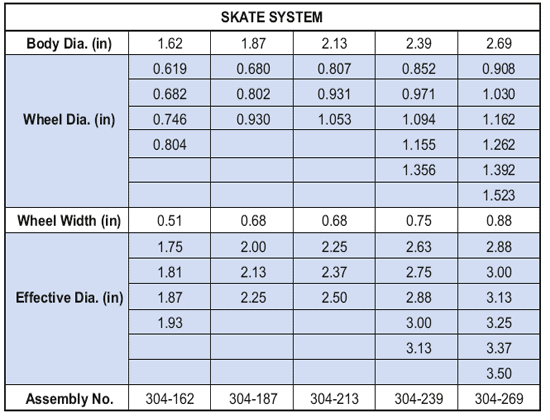 SKATE SYSTEM
Body Dia. (in) 1.62 1.87 2.13 2.39 2.69
0.619 0.680 0.807 0.852 0.908
0.682 0.802 0.931 0.971 1.030
Wheel Dia. (in) 0.746 0.930 1.053 1.094 1.162
0.804 1.155 1.262
1.356 1.392
1.523
Wheel Width (in) 0.51 0.68 0.68 0.75 0.88
1.75 2.00 2.25 2.63 2.88
1.81 2.13 2.37 2.75 3.00
Effective Dia. (in) 1.87 2.25 2.50 2.88 3.13
1.93 3.00 3.25
3.13 3.37
3.50
Assembly No. 304-162 304-187 304-213 304-239 304-269